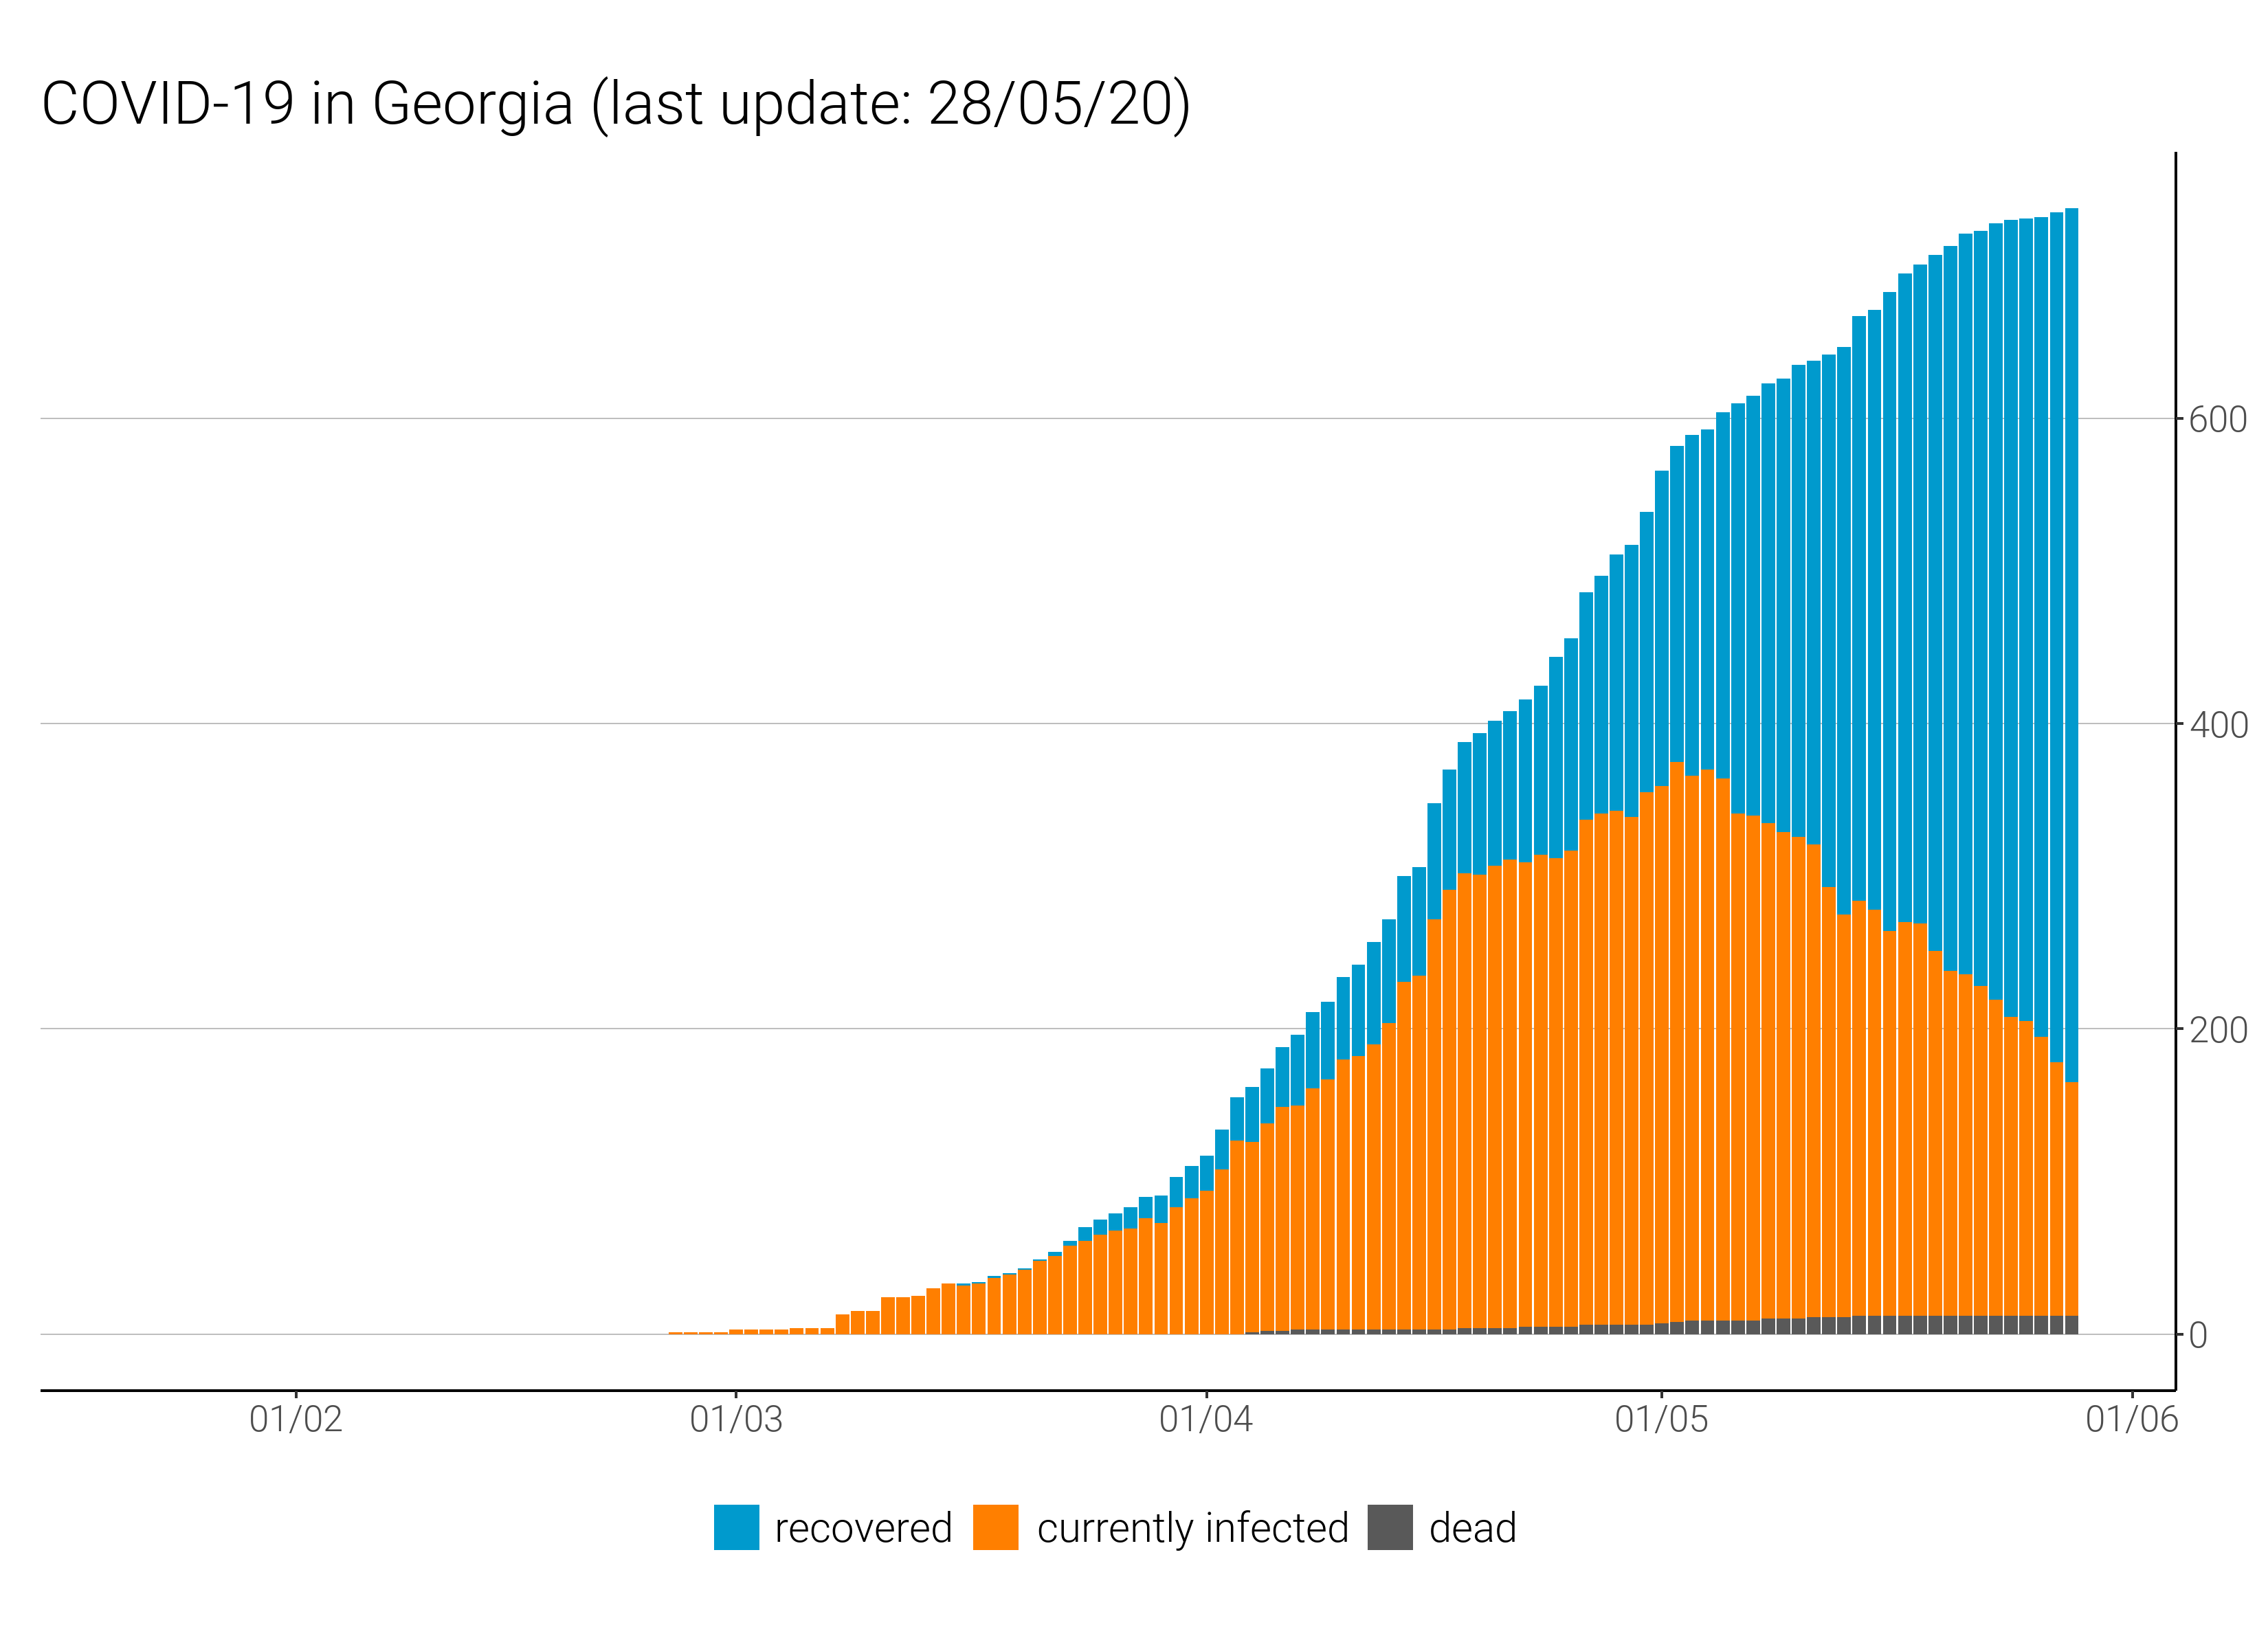 COVID-19 in Georgia (last update: 28/05/20)
600
400
200
0
01/02 01/03 01/04 01/05 01/06
recovered currently infected dead